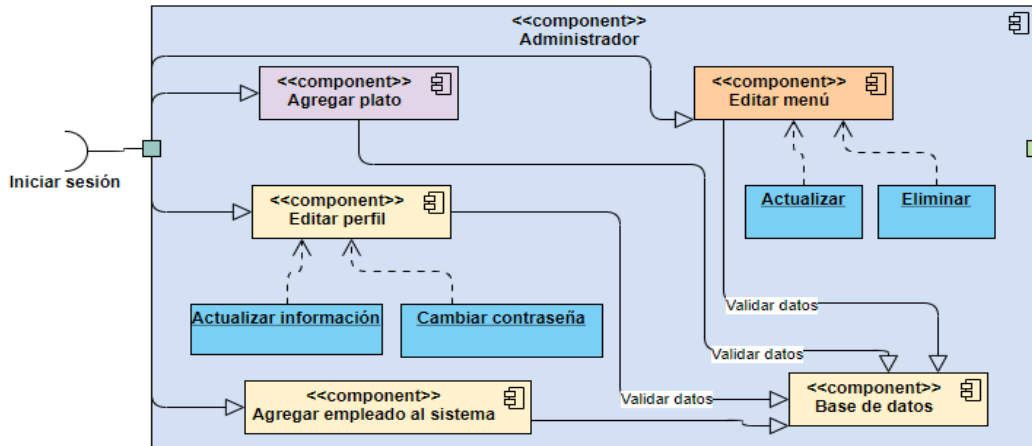 <<component>>
Administrador
<<component>>
Agregar plato
<<component>>
Editar menú
Iniciar sesión
<<component>>
Editar perfil
Actualizar
Eliminar
Actualizar información
Cambiar contraseña
Validar datos
Validar datos
Validar datos
<<component>>
Agregar empleado al sistema
<<component>>
Base de datos